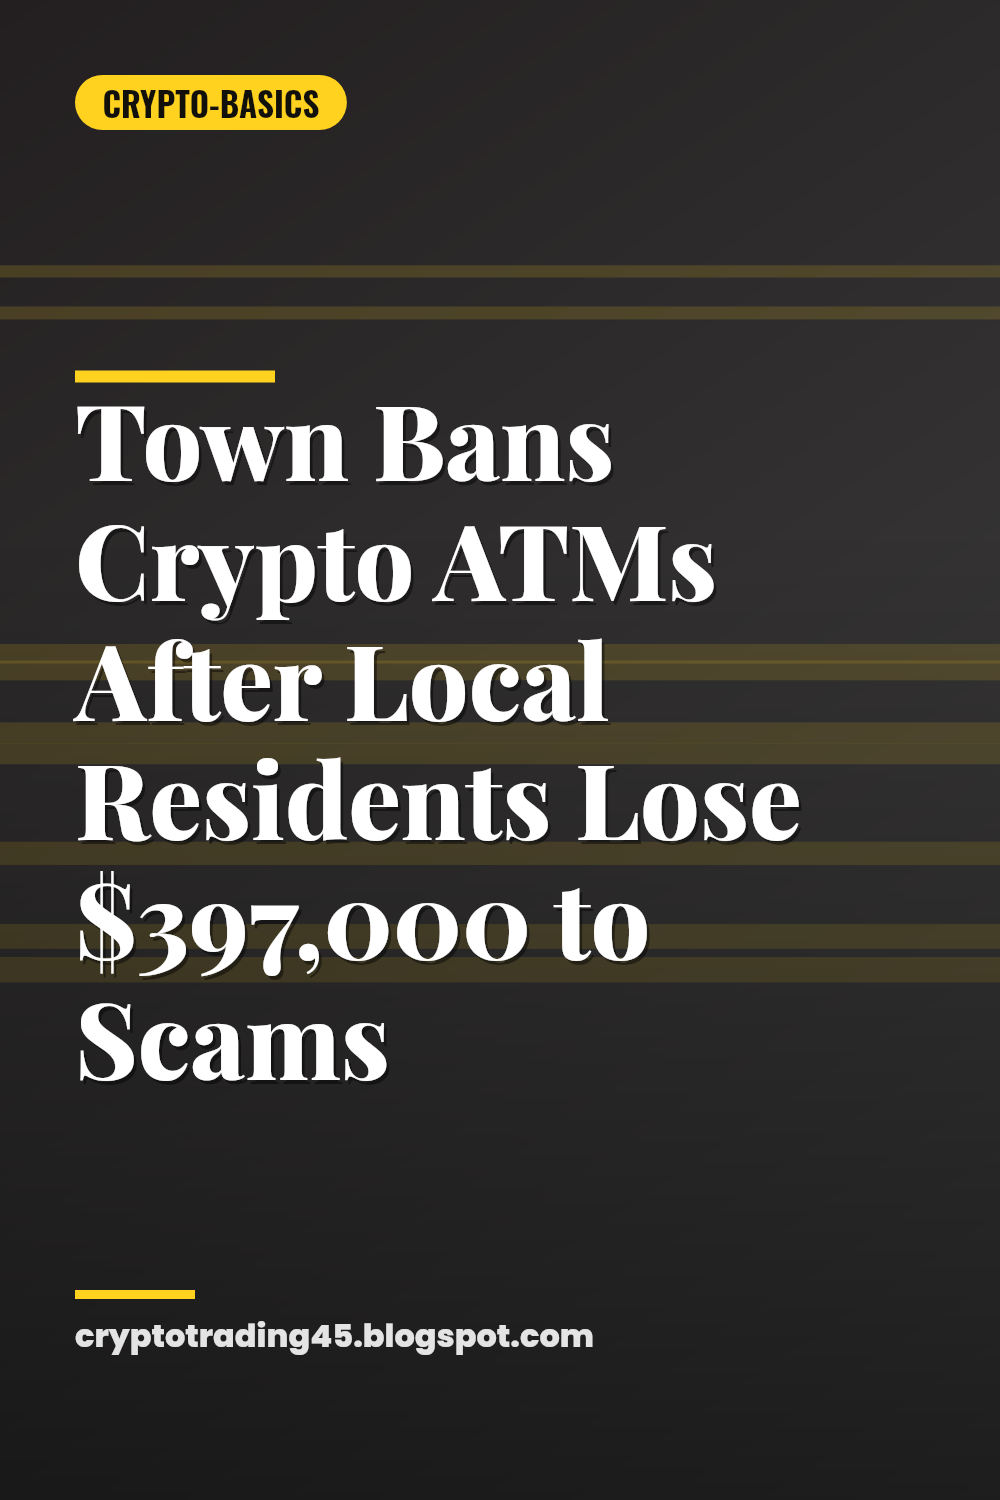 CRYPTO-BASICS
Town Bans
Crypto ATMs
After Local
Residents Lose
$397,000 to
Scams
cryptotrading45.blogspot.com